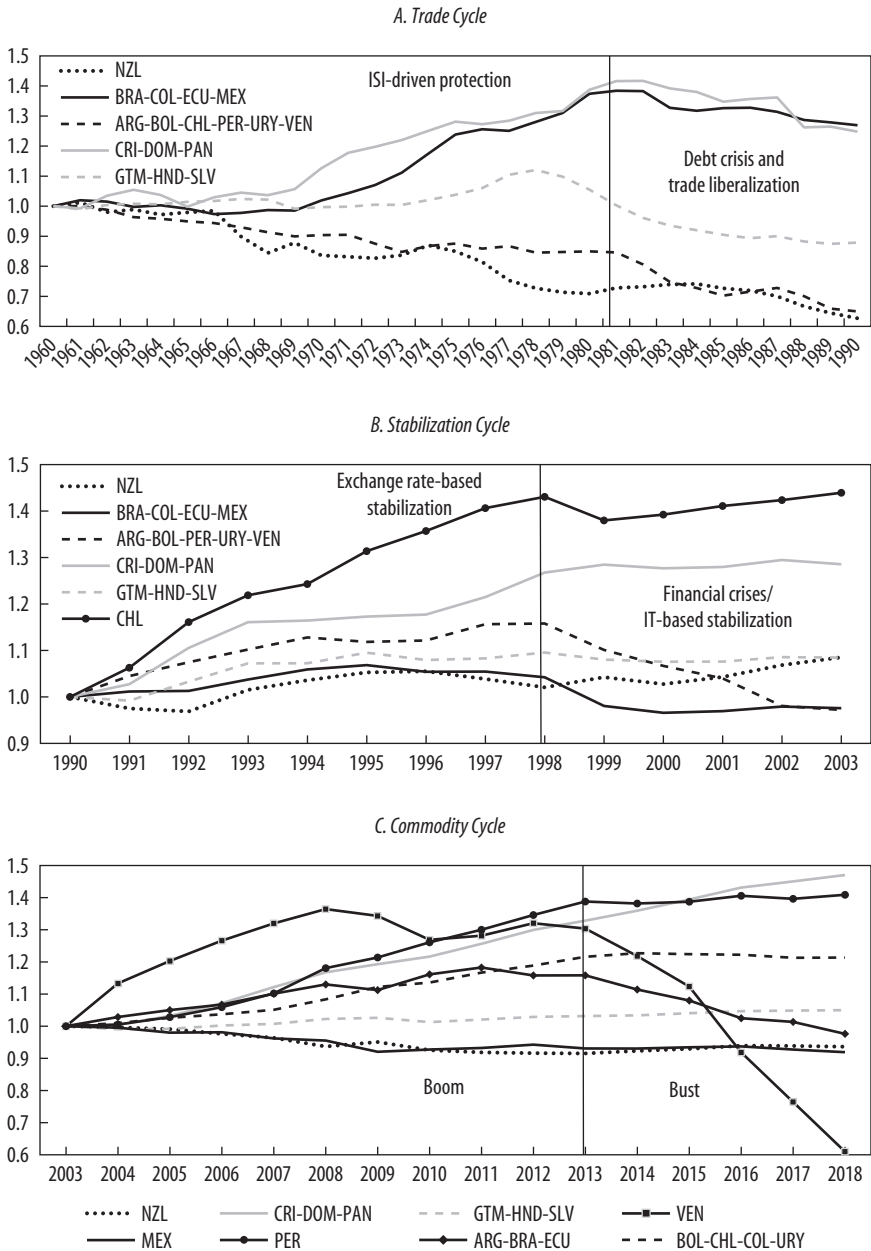 A. Trade Cycle
1.5
1.4
1.3
1.2
1.1
1.0
0.9
0.8
0.7
0.6
NZL
BRA-COL-ECU-MEX
ARG-BOL-CHL-PER-URY-VEN
CRI-DOM-PAN
GTM-HND-SLV
ISI-driven protection
Debt crisis and
trade liberalization
1960 1961 1962 1963 1964 1965 1966 1967 1968 1969 1970 1971 1972 1973 1974 1975 1976 1977 1978 1979 1980 1981 1982 1983 1984 1985 1986 1987 1988 1989 1990
B. Stabilization Cycle
1.5
1.4
1.3
1.2
1.1
1.0
0.9
NZL
BRA-COL-ECU-MEX
ARG-BOL-PER-URY-VEN
CRI-DOM-PAN
GTM-HND-SLV
CHL
Exchange rate-based
stabilization
Financial crises/
IT-based stabilization
1990 1991 1992 1993 1994 1995 1996 1997 1998 1999 2000 2001 2002 2003
C. Commodity Cycle
1.5
1.4
1.3
1.2
1.1
1.0
0.9
0.8
0.7
0.6
Boom
Bust
2003 2004 2005 2006 2007 2008 2009 2010 2011 2012 2013 2014 2015 2016 2017 2018
NZL CRI-DOM-PAN GTM-HND-SLV VEN
MEX PER ARG-BRA-ECU BOL-CHL-COL-URY